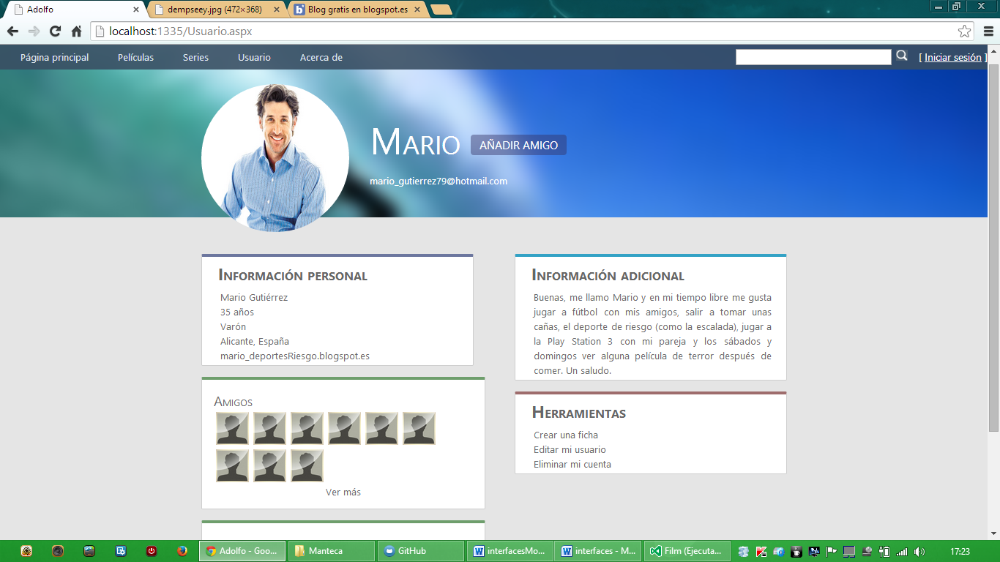 Adolfo
dempseey.jpg (472×368)
Blog gratis en blogspot.es
localhost:1335/Usuario.aspx
Página principal
Películas
Series
Usuario
Acerca de
[ Iniciar sesión ]
Mario
AÑADIR AMIGO
mario_gutierrez79@hotmail.com
Información personal
Mario Gutiérrez
35 años
Varón
Alicante, España
mario_deportesRiesgo.blogspot.es
Información adicional
Buenas, me llamo Mario y en mi tiempo libre me gusta
jugar a fútbol con mis amigos, salir a tomar unas
cañas, el deporte de riesgo (como la escalada), jugar a
la Play Station 3 con mi pareja y los sábados y
domingos ver alguna película de terror después de
comer. Un saludo.
Amigos
Ver más
Herramientas
Crear una ficha
Editar mi usuario
Eliminar mi cuenta
Adolfo - Goo...
Manteca
GitHub
interfacesMo...
interfaces - M...
Film (Ejecuta...
17:23